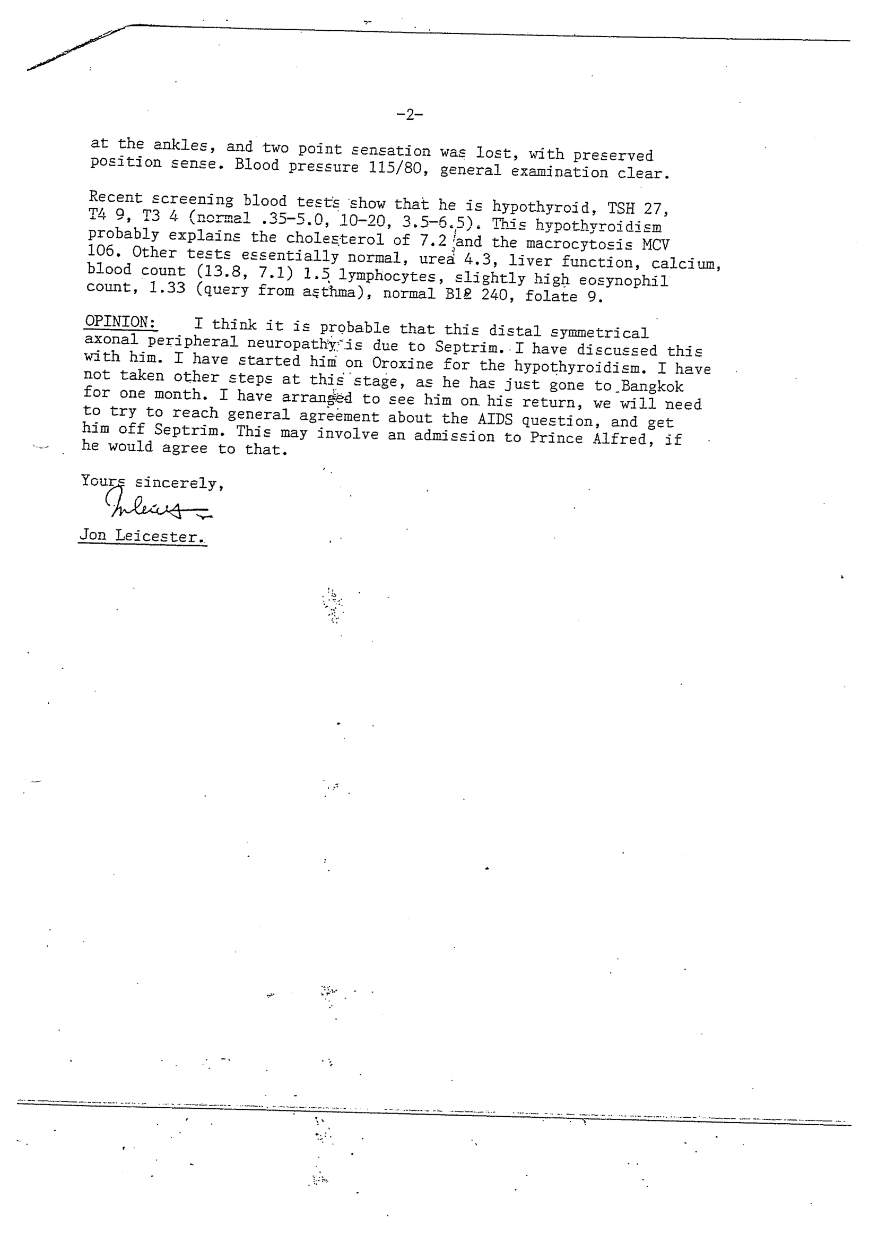 -2-
at the ankles, and two point sensation was lost, with preserved
position sense. Blood pressure 115/80, general examination clear.
Recent screening blood tests show that he is hypothyroid, TSH 27,
T4 9, T3 4 (normal .35-5.0, 10-20, 3.5-6.5). This hypothyroidism
probably explains the cholesterol of 7.2 and the macrocytosis MCV
106. Other tests essentially normal, urea 4.3, liver function, calcium,
blood count (13.8, 7.1) 1.5 lymphocytes, slightly high eosynophil
count, 1.33 (query from asthma), normal B12 240, folate 9.
OPINION: I think it is probable that this distal symmetrical
axonal peripheral neuropathy is due to Septrim. I have discussed this
with him. I have started him on Oroxine for the hypothyroidism. I have
not taken other steps at this stage, as he has just gone to Bangkok
for one month. I have arranged to see him on his return, we will need
to try to reach general agreement about the AIDS question, and get
him off Septrim. This may involve an admission to Prince Alfred, if
he would agree to that.
Yours sincerely,
Jon Leicester.